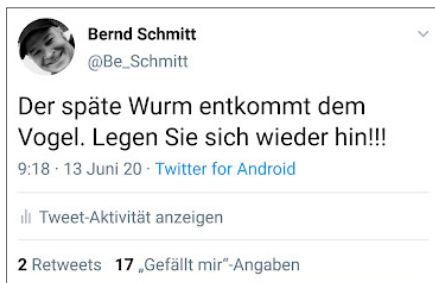 Bernd Schmitt
@Be_Schmitt
Der späte Wurm entkommt dem
Vogel. Legen Sie sich wieder hin!!!
9:18 · 13 Juni 20 · Twitter for Android
Tweet-Aktivität anzeigen
2 Retweets 17 „Gefällt mir“-Angaben